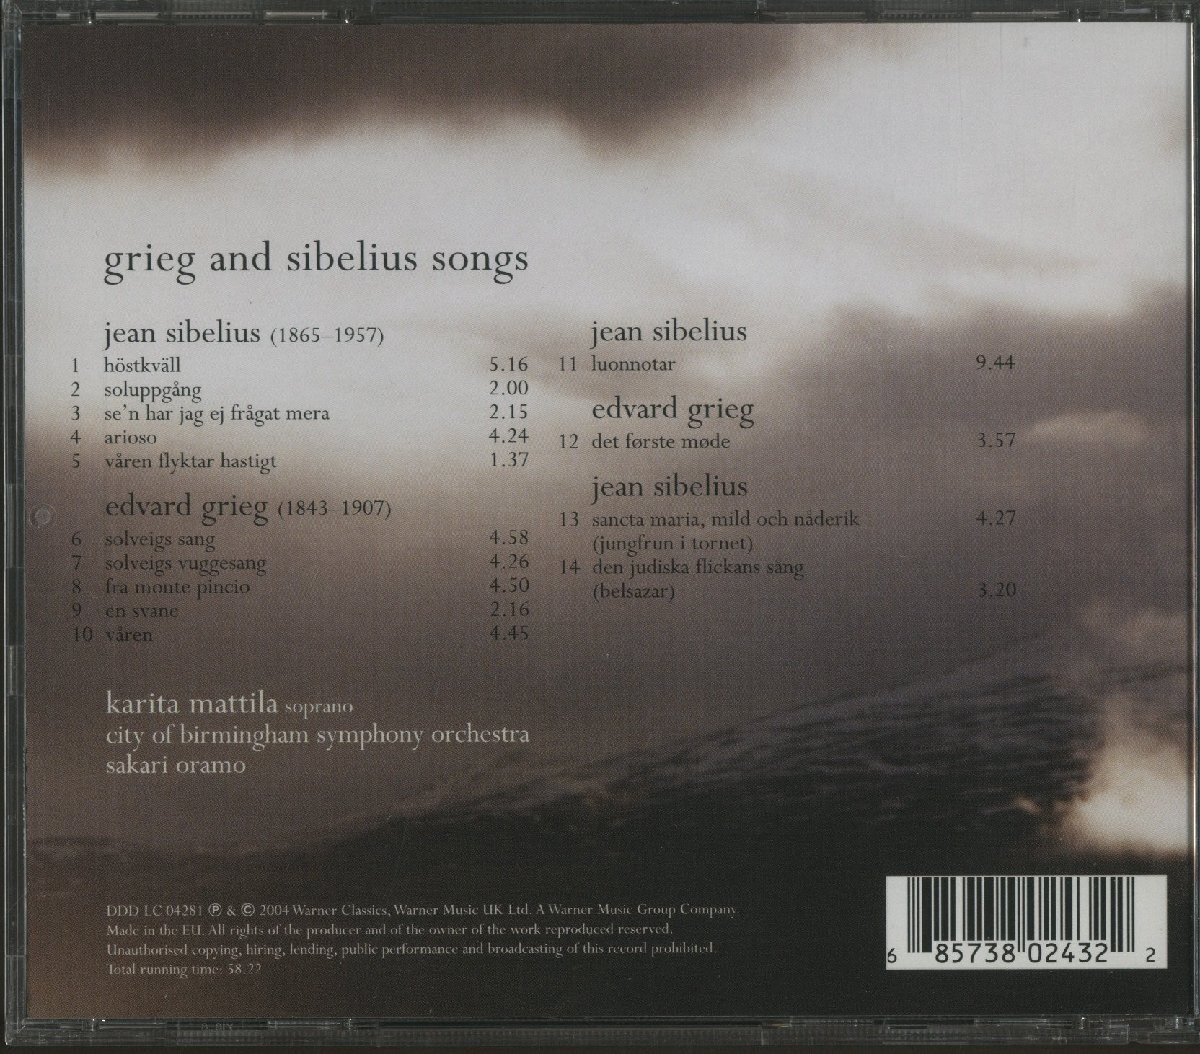 grieg and sibelius songs
jean sibelius (1865–1957)
1 höstkväll 5.16
2 soluppgång 2.00
3 se'n har jag ej frågat mera 2.15
4 arioso 4.24
5 våren flyktar hastigt 1.37
edvard grieg (1843–1907)
6 solveigs sang 4.58
7 solveigs vuggesang 4.26
8 fra monte pincio 4.50
9 en svane 2.16
10 våren 4.45
jean sibelius
11 luonnotar 9.44
edvard grieg
12 det første møde 3.57
jean sibelius
13 sancta maria, mild och nåderik 4.27
(jungfrun i tornet)
14 den judiska flickans sång
(belsazar) 3.20
karita mattila soprano
city of birmingham symphony orchestra
sakari oramo
DDD LC 04281 ℗ & © 2004 Warner Classics, Warner Music UK Ltd. A Warner Music Group Company.
Made in the EU. All rights of the producer and of the owner of the work reproduced reserved.
Unauthorised copying, hiring, lending, public performance and broadcasting of this record prohibited.
Total running time: 58.22
6 85738 02432 2